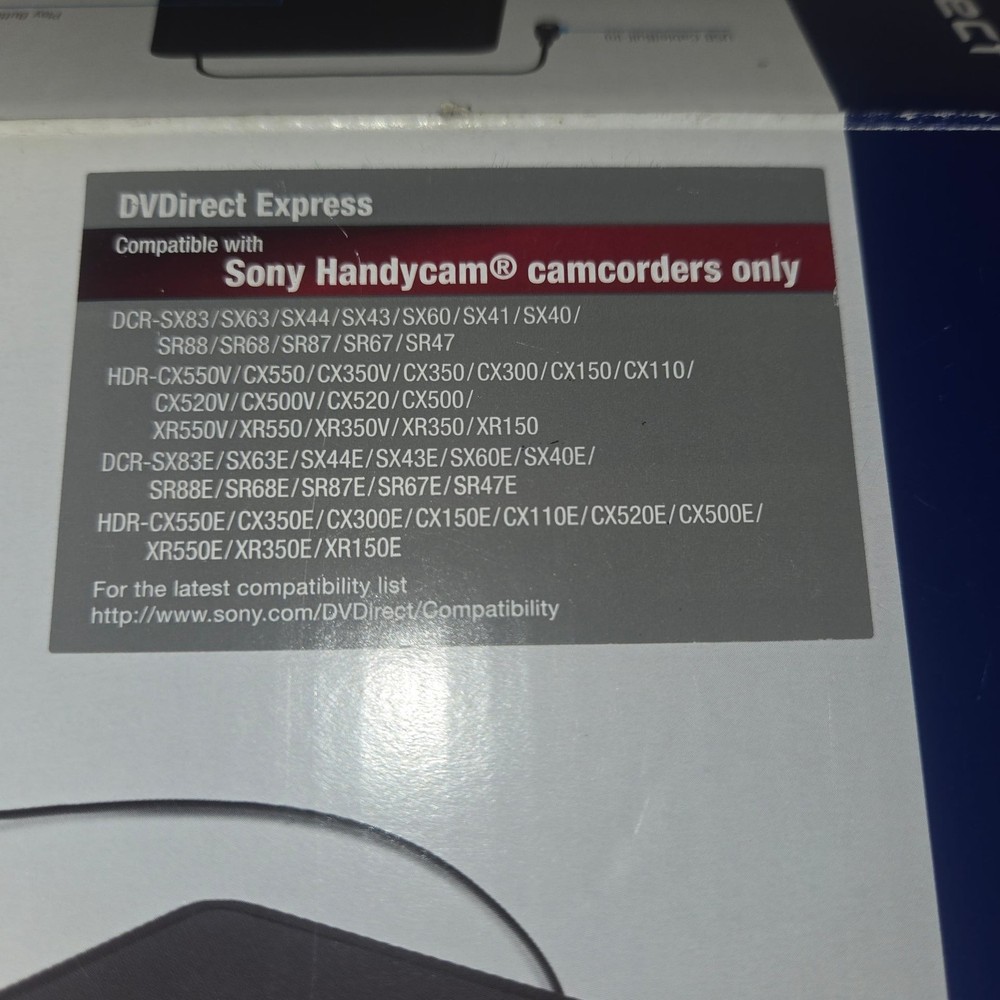 DVDirect Express
Compatible with
Sony Handycam® camcorders only
DCR-SX83/SX63/SX44/SX43/SX60/SX41/SX40/
SR88/SR68/SR87/SR67/SR47
HDR-CX550V/CX550/CX350V/CX350/CX300/CX150/CX110/
CX520V/CX500V/CX520/CX500/
XR550V/XR550/XR350V/XR350/XR150
DCR-SX83E/SX63E/SX44E/SX43E/SX60E/SX40E/
SR88E/SR68E/SR87E/SR67E/SR47E
HDR-CX550E/CX350E/CX300E/CX150E/CX110E/CX520E/CX500E/
XR550E/XR350E/XR150E
For the latest compatibility list
http://www.sony.com/DVDirect/Compatibility